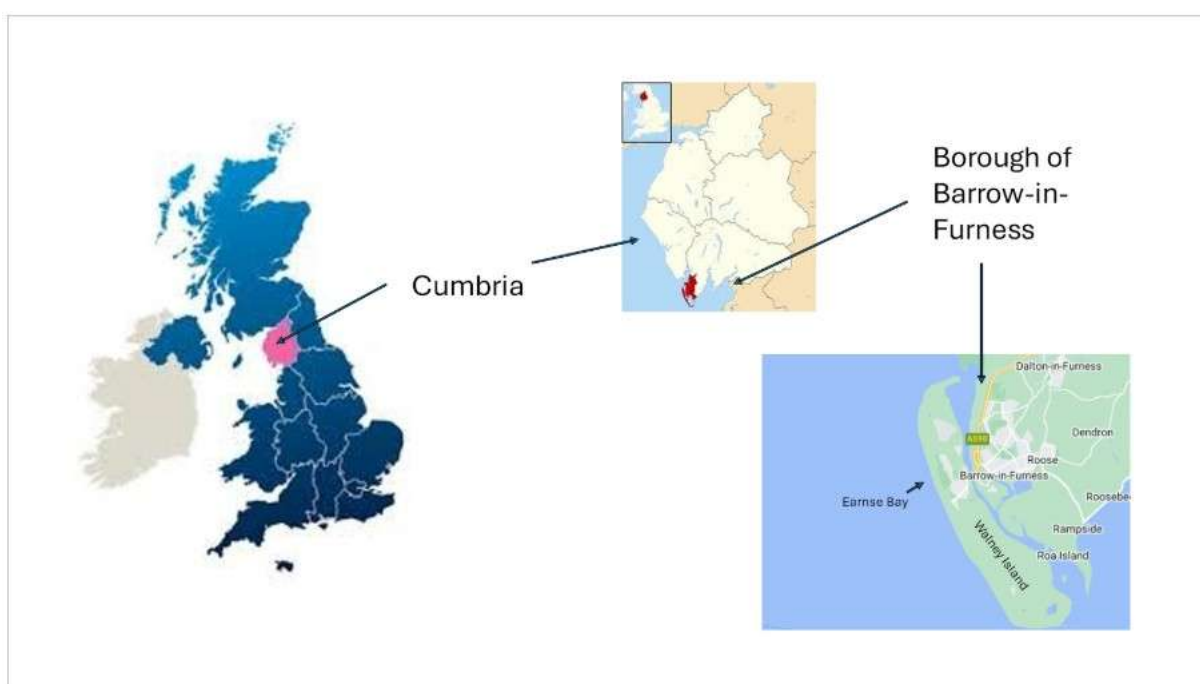 Cumbria
Borough of
Barrow-in-
Furness
Dalton-in-Furness
Dendron
A590
Roose
Barrow-in-Furness
Roosebe
Earnse Bay
Walney Island
Rampside
Roa Island